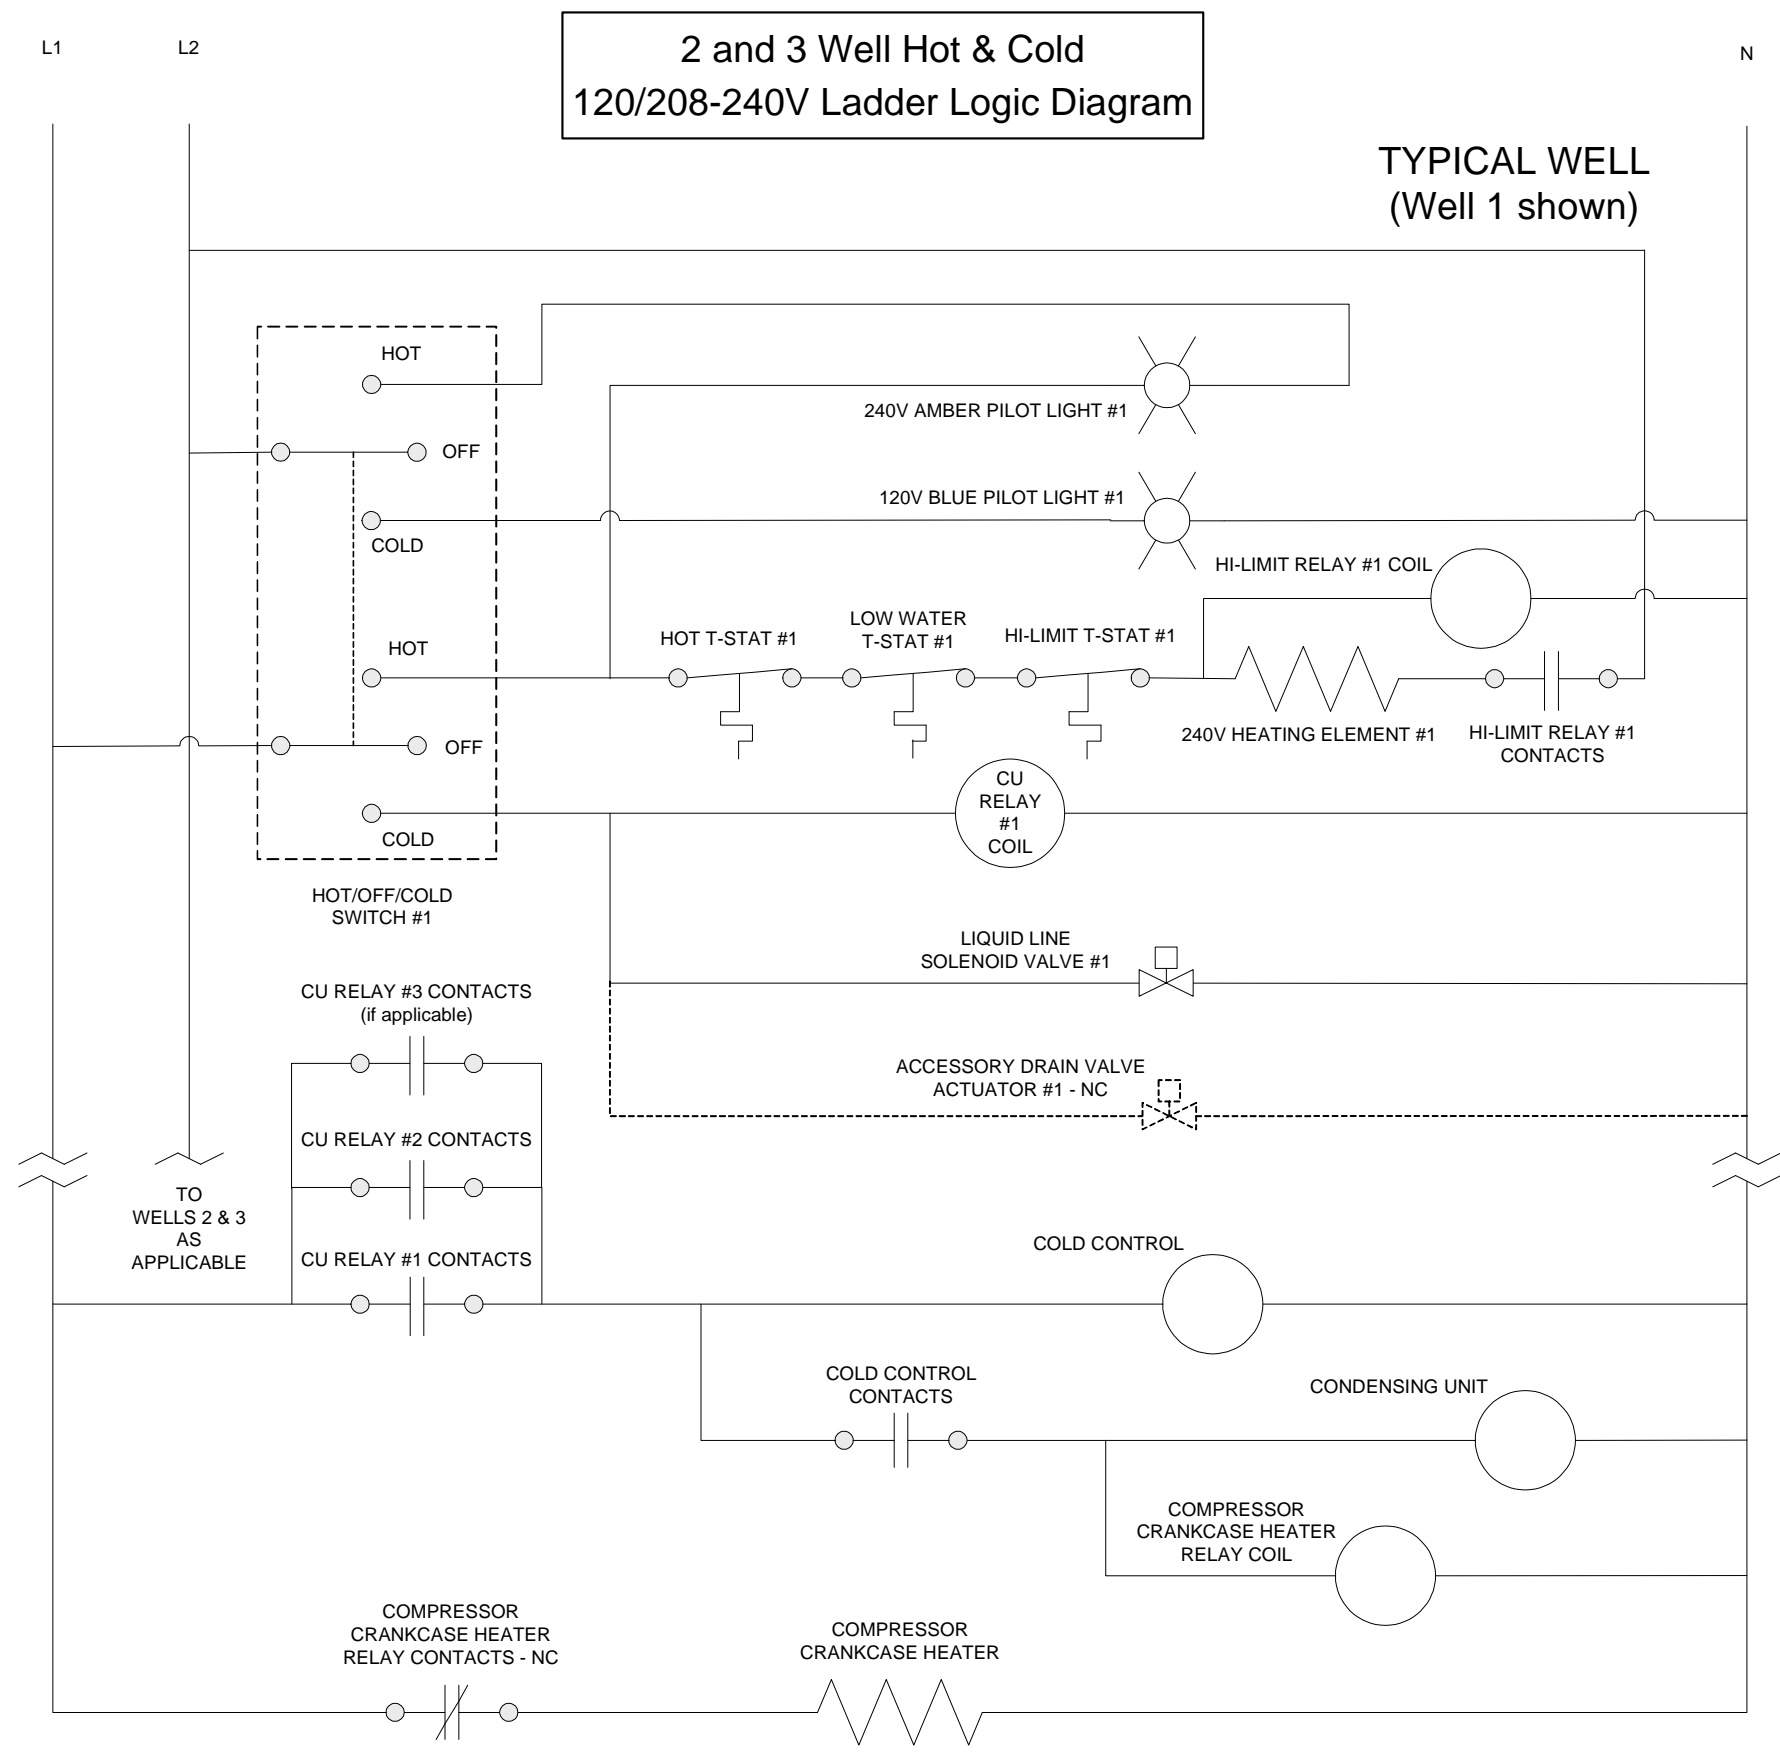 L1
L2
2 and 3 Well Hot & Cold
120/208-240V Ladder Logic Diagram
N
TYPICAL WELL
(Well 1 shown)
HOT
240V AMBER PILOT LIGHT #1
OFF
120V BLUE PILOT LIGHT #1
COLD
HI-LIMIT RELAY #1 COIL
HOT
HOT T-STAT #1
LOW WATER
T-STAT #1
HI-LIMIT T-STAT #1
240V HEATING ELEMENT #1
HI-LIMIT RELAY #1
CONTACTS
OFF
CU
RELAY
#1
COIL
COLD
HOT/OFF/COLD
SWITCH #1
LIQUID LINE
SOLENOID VALVE #1
CU RELAY #3 CONTACTS
(if applicable)
ACCESSORY DRAIN VALVE
ACTUATOR #1 - NC
CU RELAY #2 CONTACTS
TO
WELLS 2 & 3
AS
APPLICABLE
CU RELAY #1 CONTACTS
COLD CONTROL
COLD CONTROL
CONTACTS
CONDENSING UNIT
COMPRESSOR
CRANKCASE HEATER
RELAY COIL
COMPRESSOR
CRANKCASE HEATER
RELAY CONTACTS - NC
COMPRESSOR
CRANKCASE HEATER